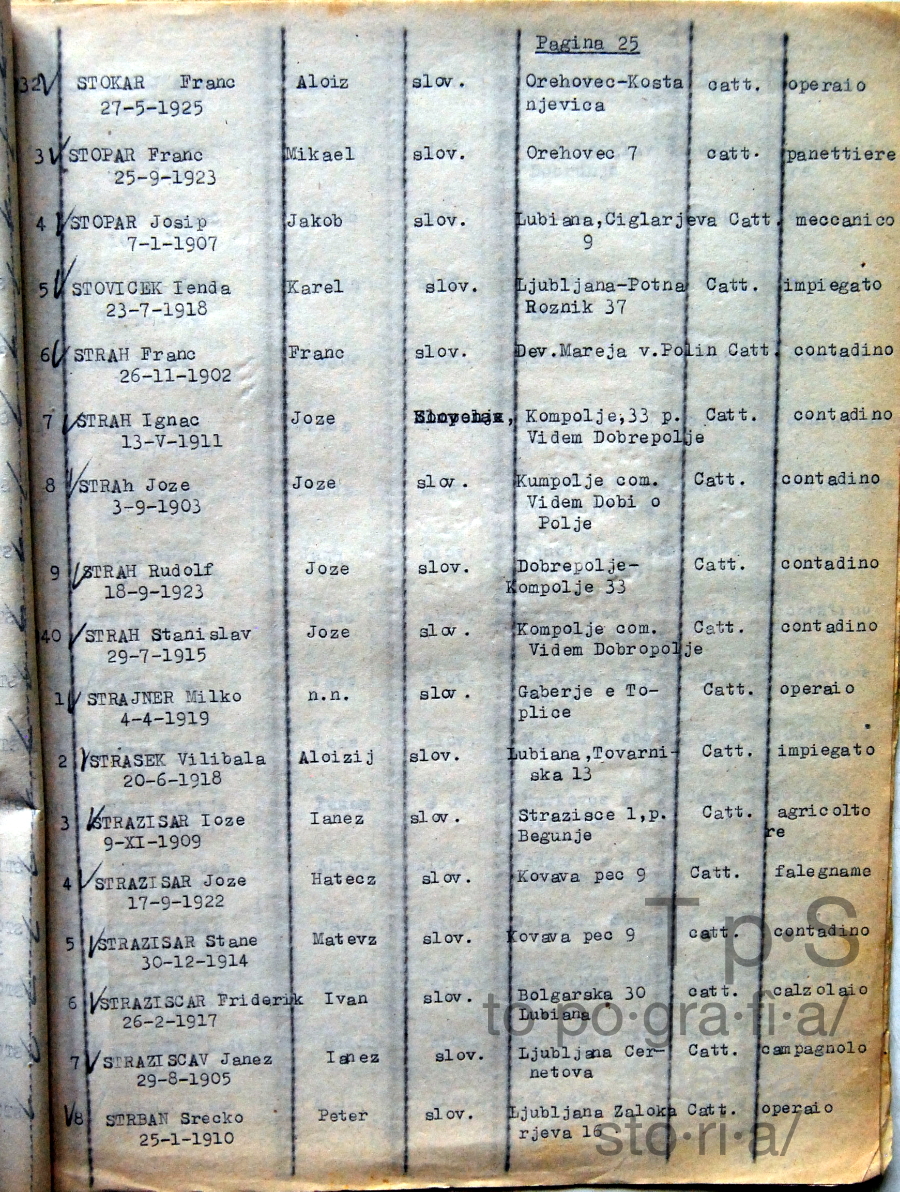 Pagina 25
32 STOKAR Franc Aloiz slov. Orehovec-Kosta catt. operaio
27-5-1925 njevica
3 STOPAR Franc Mikael slov. Orehovec 7 catt. panettiere
25-9-1923
4 STOPAR Josip Jakob slov. Lubiana,Ciglarjeva Catt. meccanico
7-1-1907 9
5 STOVICEK Ienda Karel slov. Ljubljana-Potna Catt. impiegato
23-7-1918 Roznik 37
6 STRAH Franc Franc slov. Dev.Mareja v.Polin Catt. contadino
26-11-1902
7 STRAH Ignac Joze Kompolje,33 p. Catt. contadino
13-V-1911 Videm Dobrepolje
8 STRAh Joze Joze slov. Kumpolje com. Catt. contadino
3-9-1903 Videm Dobi o
Polje
9 STRAH Rudolf Joze slov. Dobrepolje- Catt. contadino
18-9-1923 Kompolje 33
40 STRAH Stanislav Joze slov. Kompolje com. Catt. contadino
29-7-1915 Videm Dobropolje
1 STRAJNER Milko n.n. slov. Gaberje e To- Catt. operaio
4-4-1919 plice
2 STRASEK Vilibala Aloizij slov. Lubiana,Tovarni- Catt. impiegato
20-6-1918 ska 13
3 STRAZISAR Ioze Ianez slov. Strazisce 1,p. Catt. agricolto
9-XI-1909 Begunje re
4 STRAZISAR Joze Hatecz slov. Kovava pec 9 Catt. falegname
17-9-1922
5 STRAZISAR Stane Matevz slov. Kovava pec 9 catt. contadino
30-12-1914
6 STRAZISCAR Friderik Ivan slov. Bolgarska 30 catt. calzolaio
26-2-1917 Lubiana
7 STRAZISCAV Janez Ianez slov. Ljubljana Cer- Catt. campagnolo
29-8-1905 netova
8 STRBAN Srecko Peter slov. Ljubljana Zaloka Catt. operaio
25-1-1910 rjeva 16
T·p·S
to·po·gra·fi·a/
sto·ri·a/